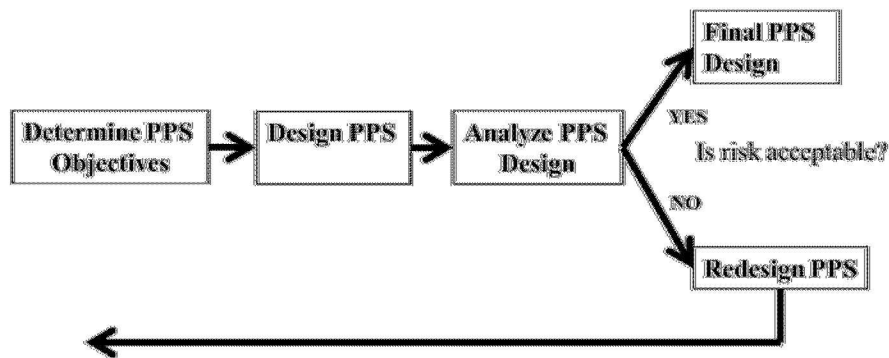 Final PPS
Design
Determine PPS
Objectives
Design PPS
Analyze PPS
Design
YES
Is risk acceptable?
NO
Redesign PPS